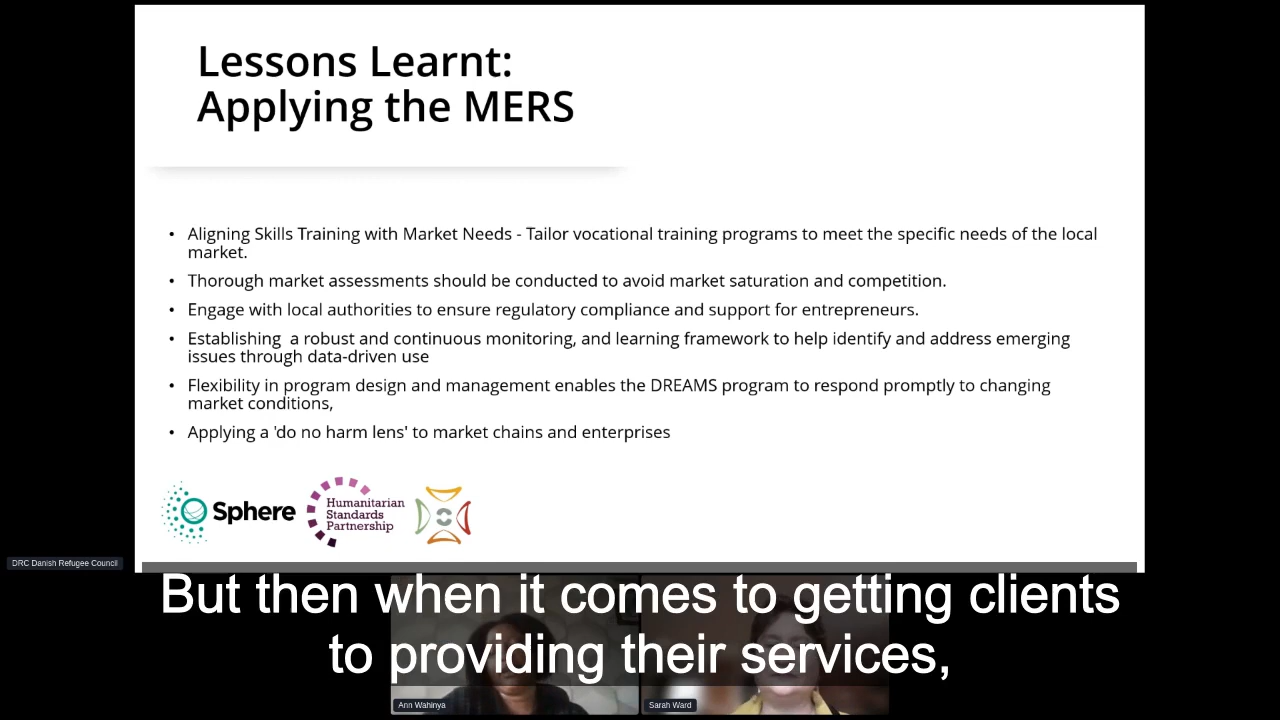 Lessons Learnt:
Applying the MERS
• Aligning Skills Training with Market Needs - Tailor vocational training programs to meet the specific needs of the local
market.
• Thorough market assessments should be conducted to avoid market saturation and competition.
• Engage with local authorities to ensure regulatory compliance and support for entrepreneurs.
• Establishing  a robust and continuous monitoring, and learning framework to help identify and address emerging
issues through data-driven use
• Flexibility in program design and management enables the DREAMS program to respond promptly to changing
market conditions,
• Applying a 'do no harm lens' to market chains and enterprises
Sphere
Humanitarian
Standards
Partnership
DRC Danish Refugee Council
But then when it comes to getting clients
to providing their services,
Ann Wahinya
Sarah Ward